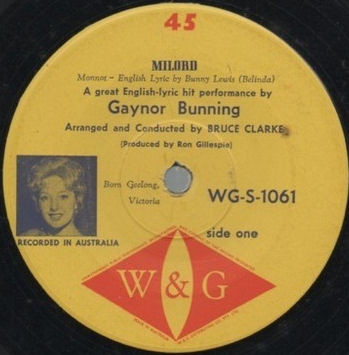 45
MILORD
Monnot - English Lyric by Bunny Lewis (Belinda)
A great English-lyric hit performance by
Gaynor Bunning
Arranged and Conducted by BRUCE CLARKE
(Produced by Ron Gillespie)
Born Geelong,
Victoria
WG-S-1061
RECORDED IN AUSTRALIA
side one
W & G